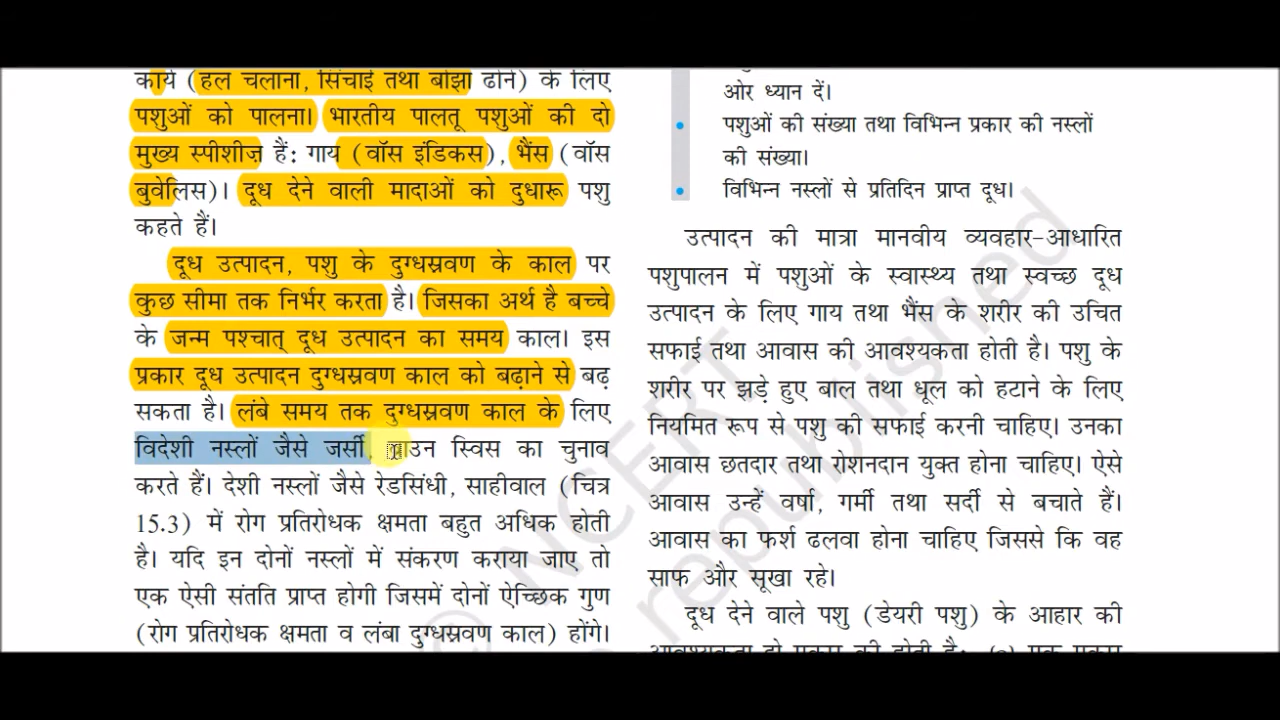 कार्य (हल चलाना, सिंचाई तथा बोझा ढोने) के लिए
पशुओं को पालना। भारतीय पालतू पशुओं की दो
मुख्य स्पीशीज़ हैं: गाय (वॉस इंडिकस), भैंस (वॉस
बुवेलिस)। दूध देने वाली मादाओं को दुधारू पशु
कहते हैं।
दूध उत्पादन, पशु के दुग्धस्रवण के काल पर
कुछ सीमा तक निर्भर करता है। जिसका अर्थ है बच्चे
के जन्म पश्चात् दूध उत्पादन का समय काल। इस
प्रकार दूध उत्पादन दुग्धस्रवण काल को बढ़ाने से बढ़
सकता है। लंबे समय तक दुग्धस्रवण काल के लिए
विदेशी नस्लों जैसे जर्सी, ब्राउन स्विस का चुनाव
करते हैं। देशी नस्लों जैसे रेडसिंधी, साहीवाल (चित्र
15.3) में रोग प्रतिरोधक क्षमता बहुत अधिक होती
है। यदि इन दोनों नस्लों में संकरण कराया जाए तो
एक ऐसी संतति प्राप्त होगी जिसमें दोनों ऐच्छिक गुण
(रोग प्रतिरोधक क्षमता व लंबा दुग्धस्रवण काल) होंगे।
ओर ध्यान दें।
• पशुओं की संख्या तथा विभिन्न प्रकार की नस्लों
की संख्या।
• विभिन्न नस्लों से प्रतिदिन प्राप्त दूध।
उत्पादन की मात्रा मानवीय व्यवहार-आधारित
पशुपालन में पशुओं के स्वास्थ्य तथा स्वच्छ दूध
उत्पादन के लिए गाय तथा भैंस के शरीर की उचित
सफाई तथा आवास की आवश्यकता होती है। पशु के
शरीर पर झड़े हुए बाल तथा धूल को हटाने के लिए
नियमित रूप से पशु की सफाई करनी चाहिए। उनका
आवास छतदार तथा रोशनदान युक्त होना चाहिए। ऐसे
आवास उन्हें वर्षा, गर्मी तथा सर्दी से बचाते हैं।
आवास का फर्श ढलवा होना चाहिए जिससे कि वह
साफ और सूखा रहे।
दूध देने वाले पशु (डेयरी पशु) के आहार की
© NCERT
republished